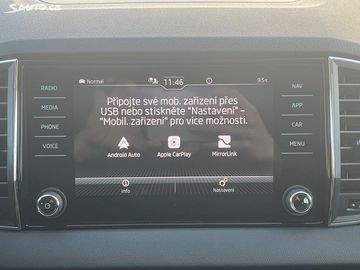 Sauto.cz
Normal
11:46
9.5
RADIO
MEDIA
PHONE
VOICE
NAV
APP
CAR
MENU
Připojte své mob. zařízení přes
USB nebo stiskněte "Nastavení" -
"Mobil. zařízení" pro více možností.
Android Auto
Apple CarPlay
MirrorLink
Info
Nastavení